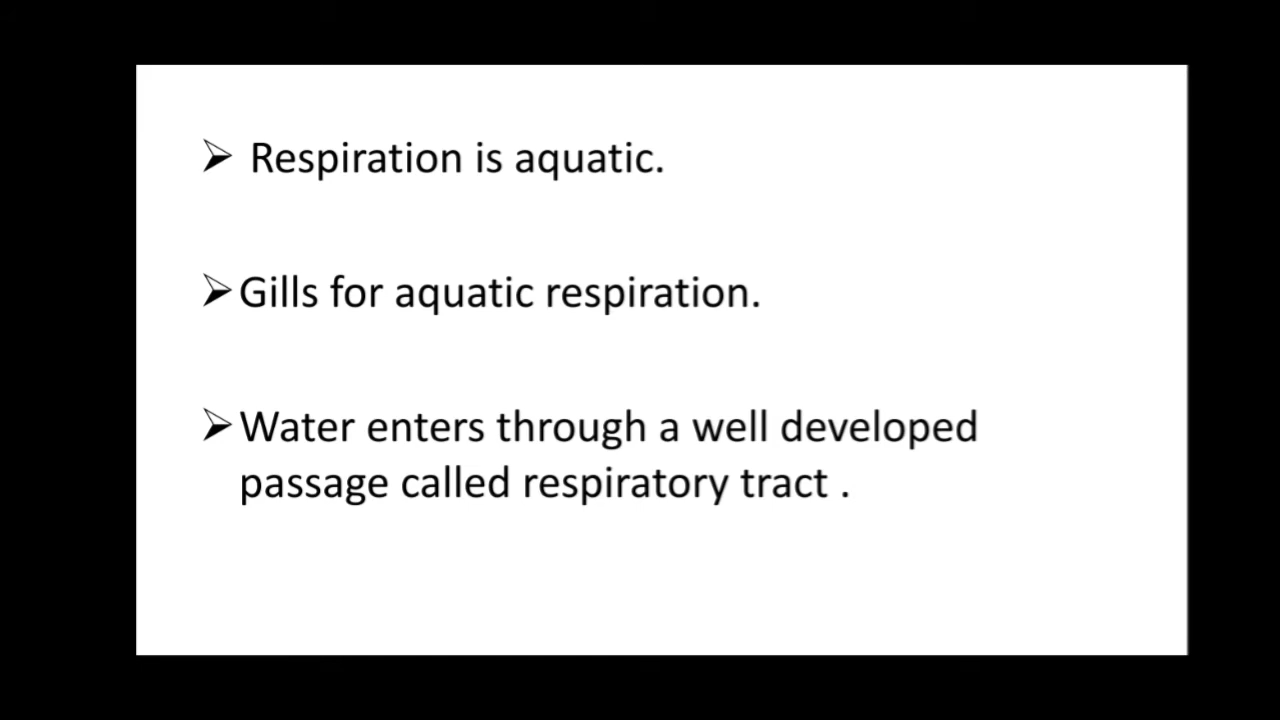 ➢ Respiration is aquatic.
➢Gills for aquatic respiration.
➢Water enters through a well developed
passage called respiratory tract .